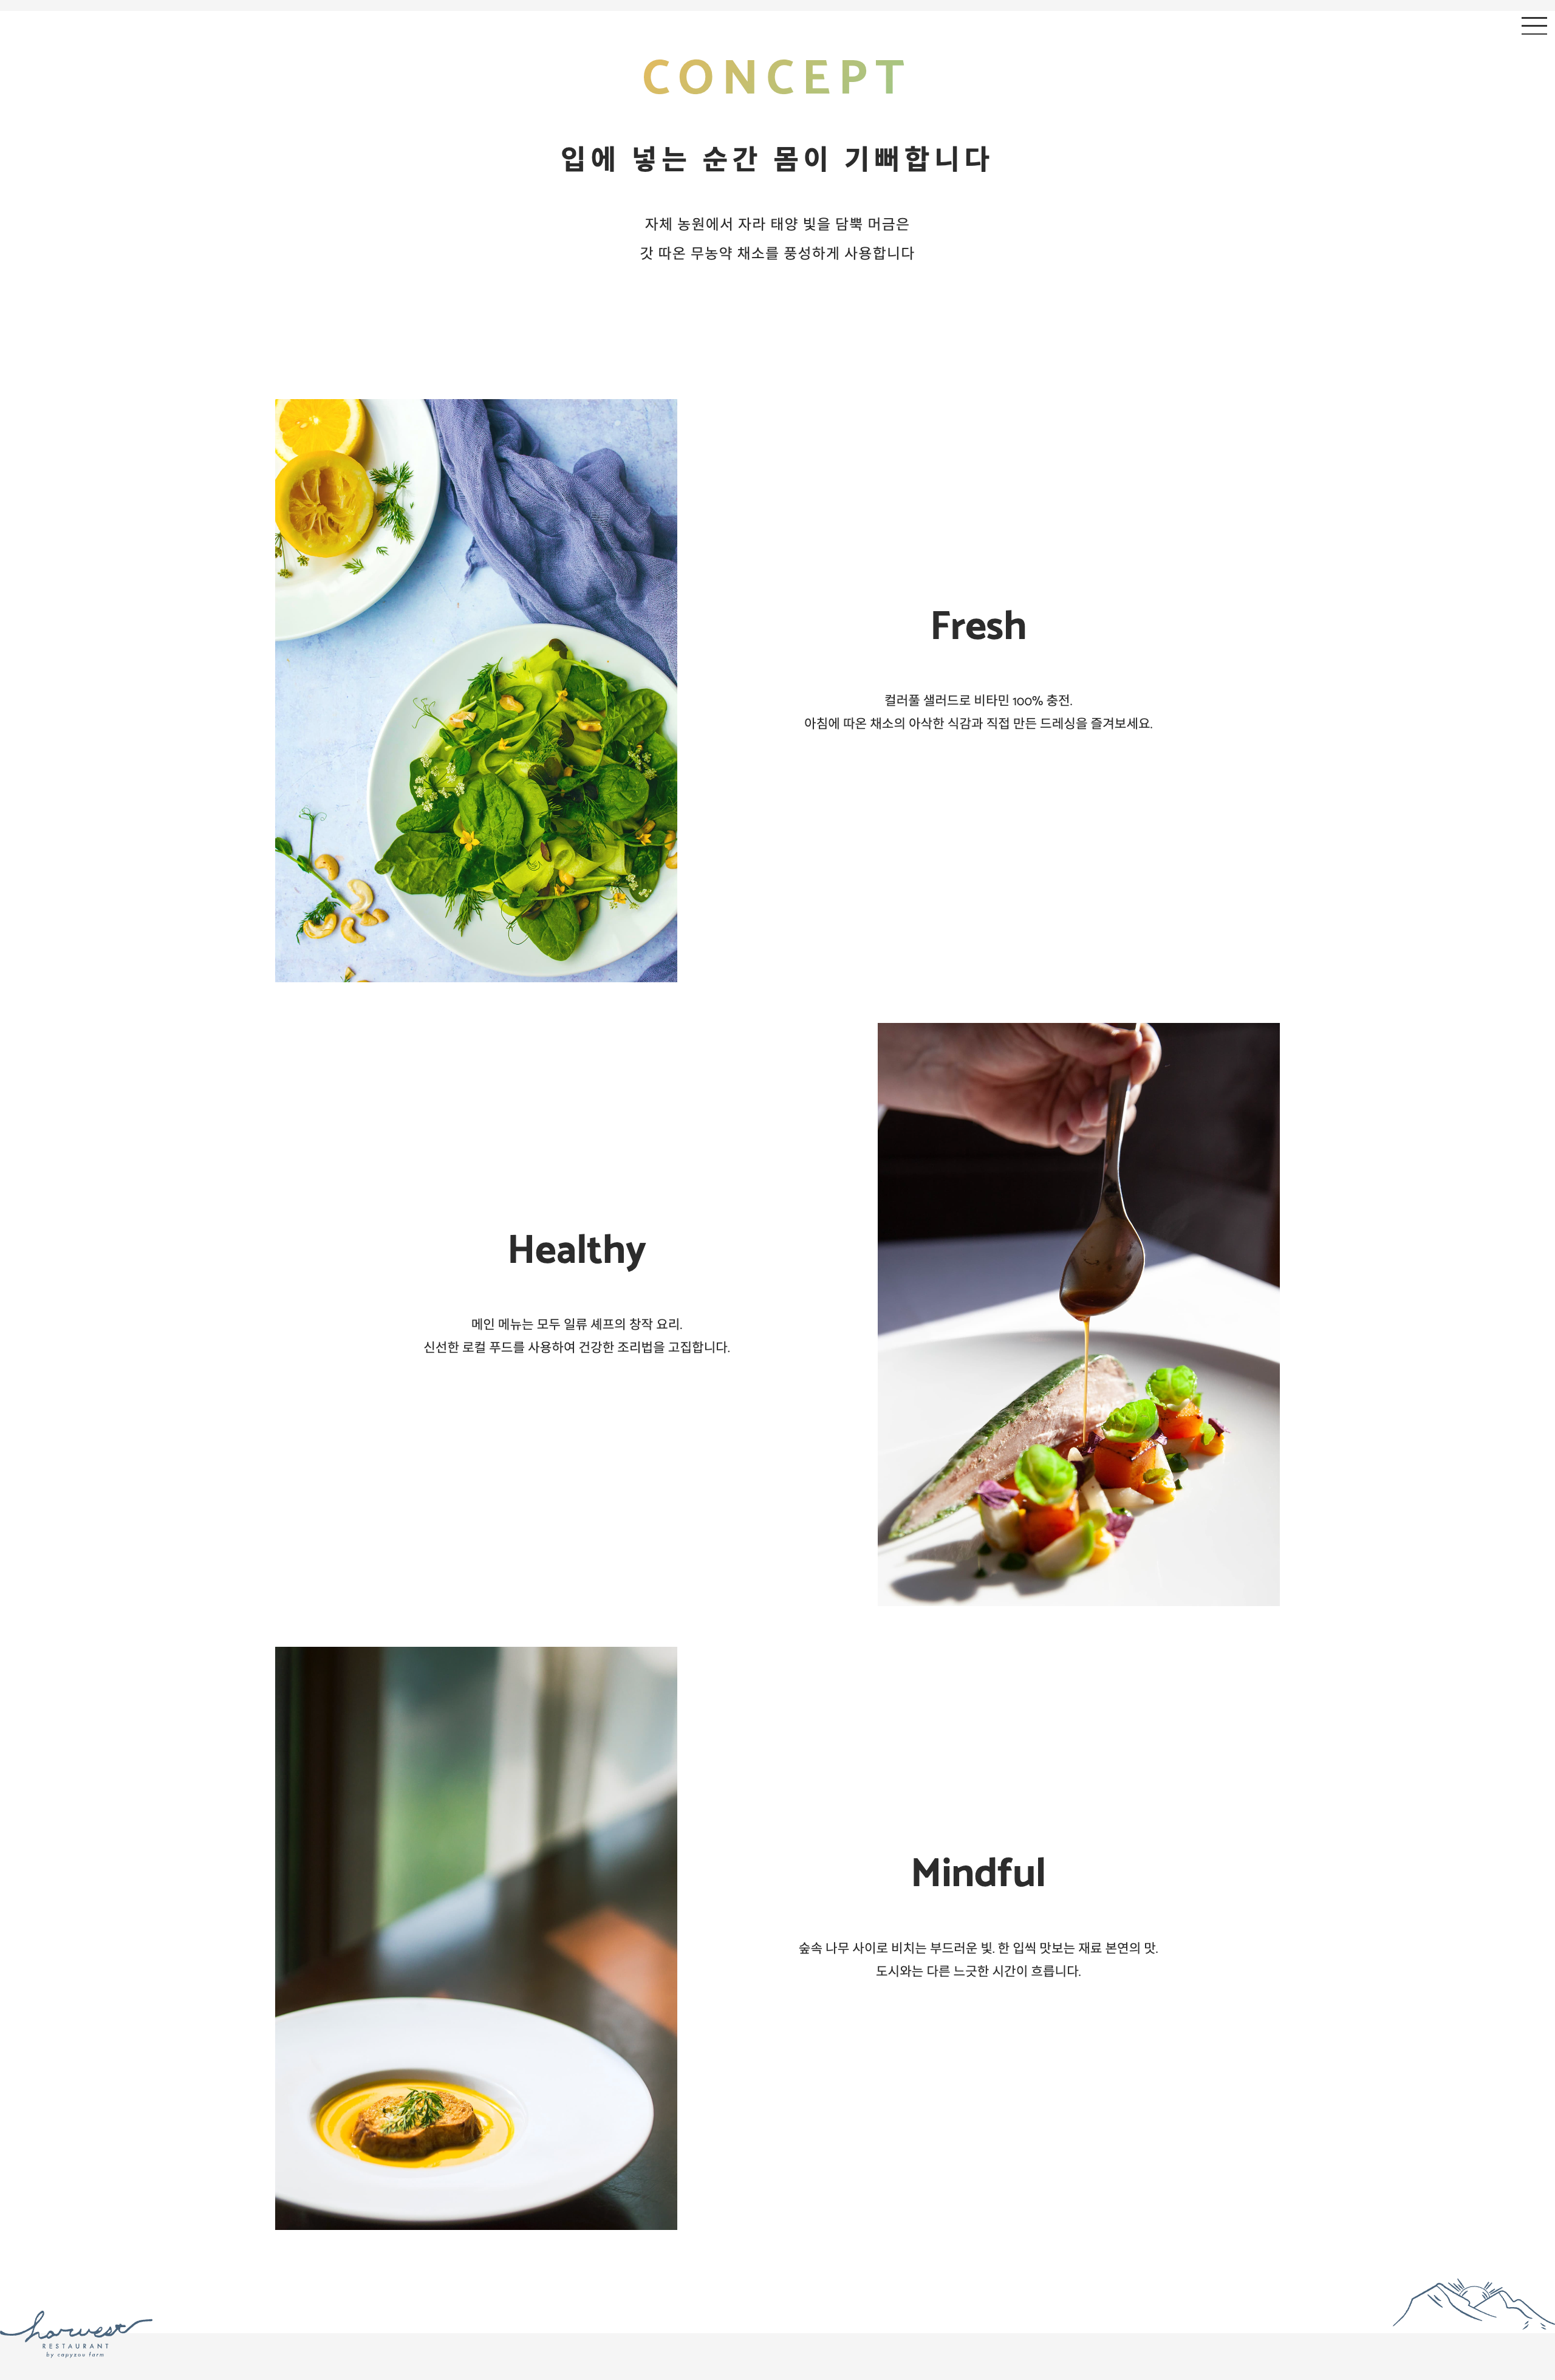 CONCEPT
입에 넣는 순간 몸이 기뻐합니다
자체 농원에서 자라 태양 빛을 담뿍 머금은
갓 따온 무농약 채소를 풍성하게 사용합니다
Fresh
컬러풀 샐러드로 비타민 100% 충전.
아침에 따온 채소의 아삭한 식감과 직접 만든 드레싱을 즐겨보세요.
Healthy
메인 메뉴는 모두 일류 셰프의 창작 요리.
신선한 로컬 푸드를 사용하여 건강한 조리법을 고집합니다.
Mindful
숲속 나무 사이로 비치는 부드러운 빛. 한 입씩 맛보는 재료 본연의 맛.
도시와는 다른 느긋한 시간이 흐릅니다.
harvest
RESTAURANT
by capyzou farm